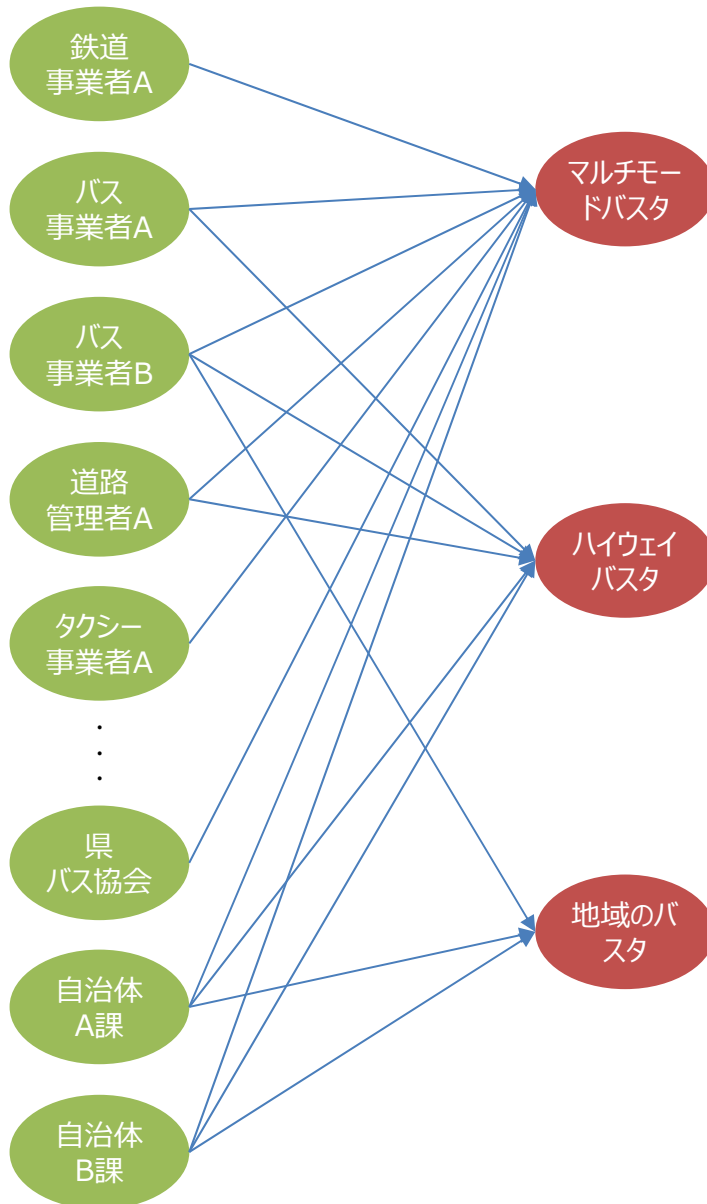 鉄道
事業者A
バス
事業者A
バス
事業者B
道路
管理者A
タクシー
事業者A
・
・
・
県
バス協会
自治体
A課
自治体
B課
マルチモー
ドバスタ
ハイウェイ
バスタ
地域のバ
スタ